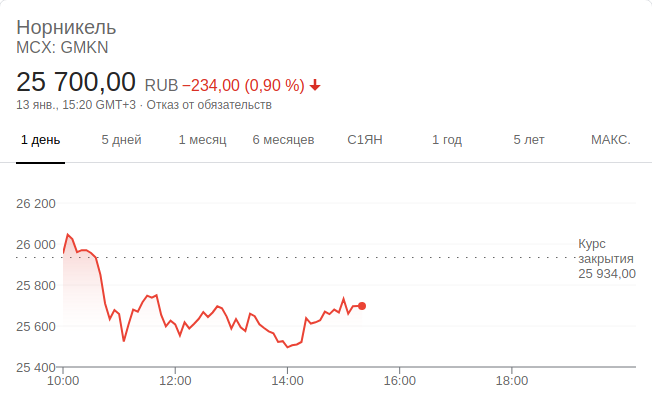 Норникель
MCX: GMKN
25 700,00 RUB −234,00 (0,90 %)
13 янв., 15:20 GMT+3 · Отказ от обязательств
1 день 5 дней 1 месяц 6 месяцев С1ЯН 1 год 5 лет МАКС.
26 200
26 000
Курс
закрытия
25 934,00
25 800
25 600
25 400
10:00 12:00 14:00 16:00 18:00